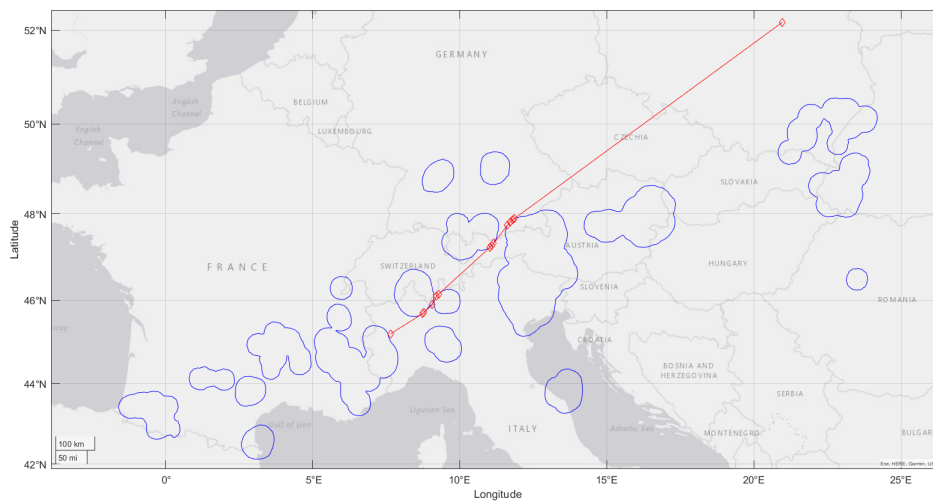 52°N
50°N
48°N
46°N
44°N
42°N
Latitude
GERMANY
English
Channel
BELGIUM
English
Channel
LUXEMBOURG
CZECHIA
SLOVAKIA
FRANCE
SWITZERLAND
AUSTRIA
HUNGARY
SLOVENIA
ROMANIA
CROATIA
BOSNIA AND
HERZEGOVINA
SERBIA
Ligurian Sea
Gulf of Lion
ITALY
Adriatic Sea
MONTENEGRO
BULGAR
100 km
50 mi
Esri, HERE, Garmin, US
0°
5°E
10°E
15°E
20°E
25°E
Longitude